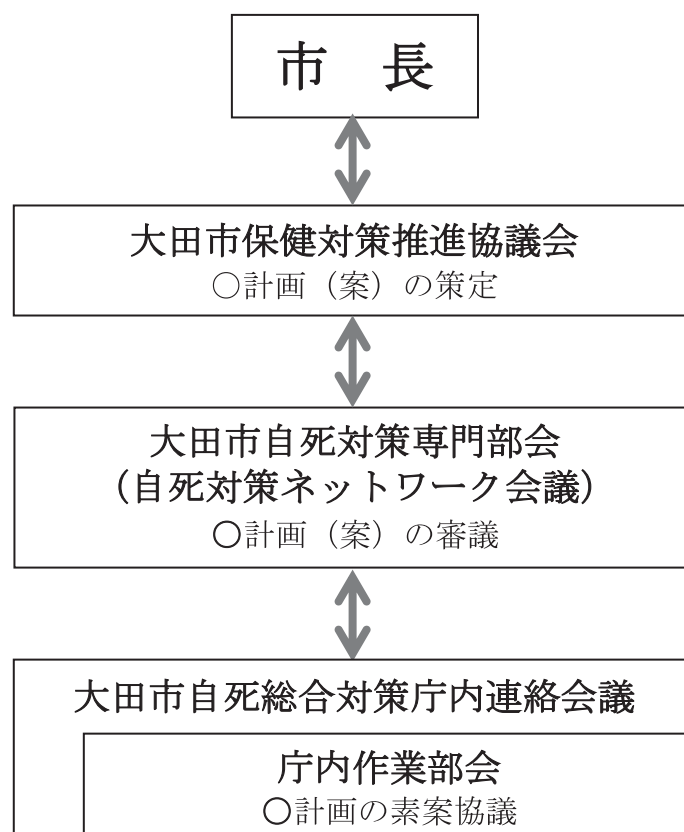 市　長
大田市保健対策推進協議会
○計画（案）の策定
大田市自死対策専門部会
（自死対策ネットワーク会議）
○計画（案）の審議
大田市自死総合対策庁内連絡会議
庁内作業部会
○計画の素案協議